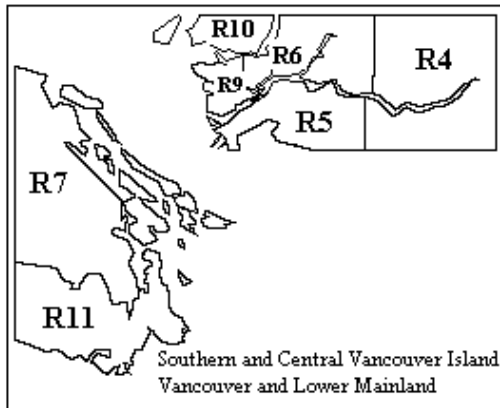 R10
R6
R4
R9
R5
R7
R11
Southern and Central Vancouver Island
Vancouver and Lower Mainland